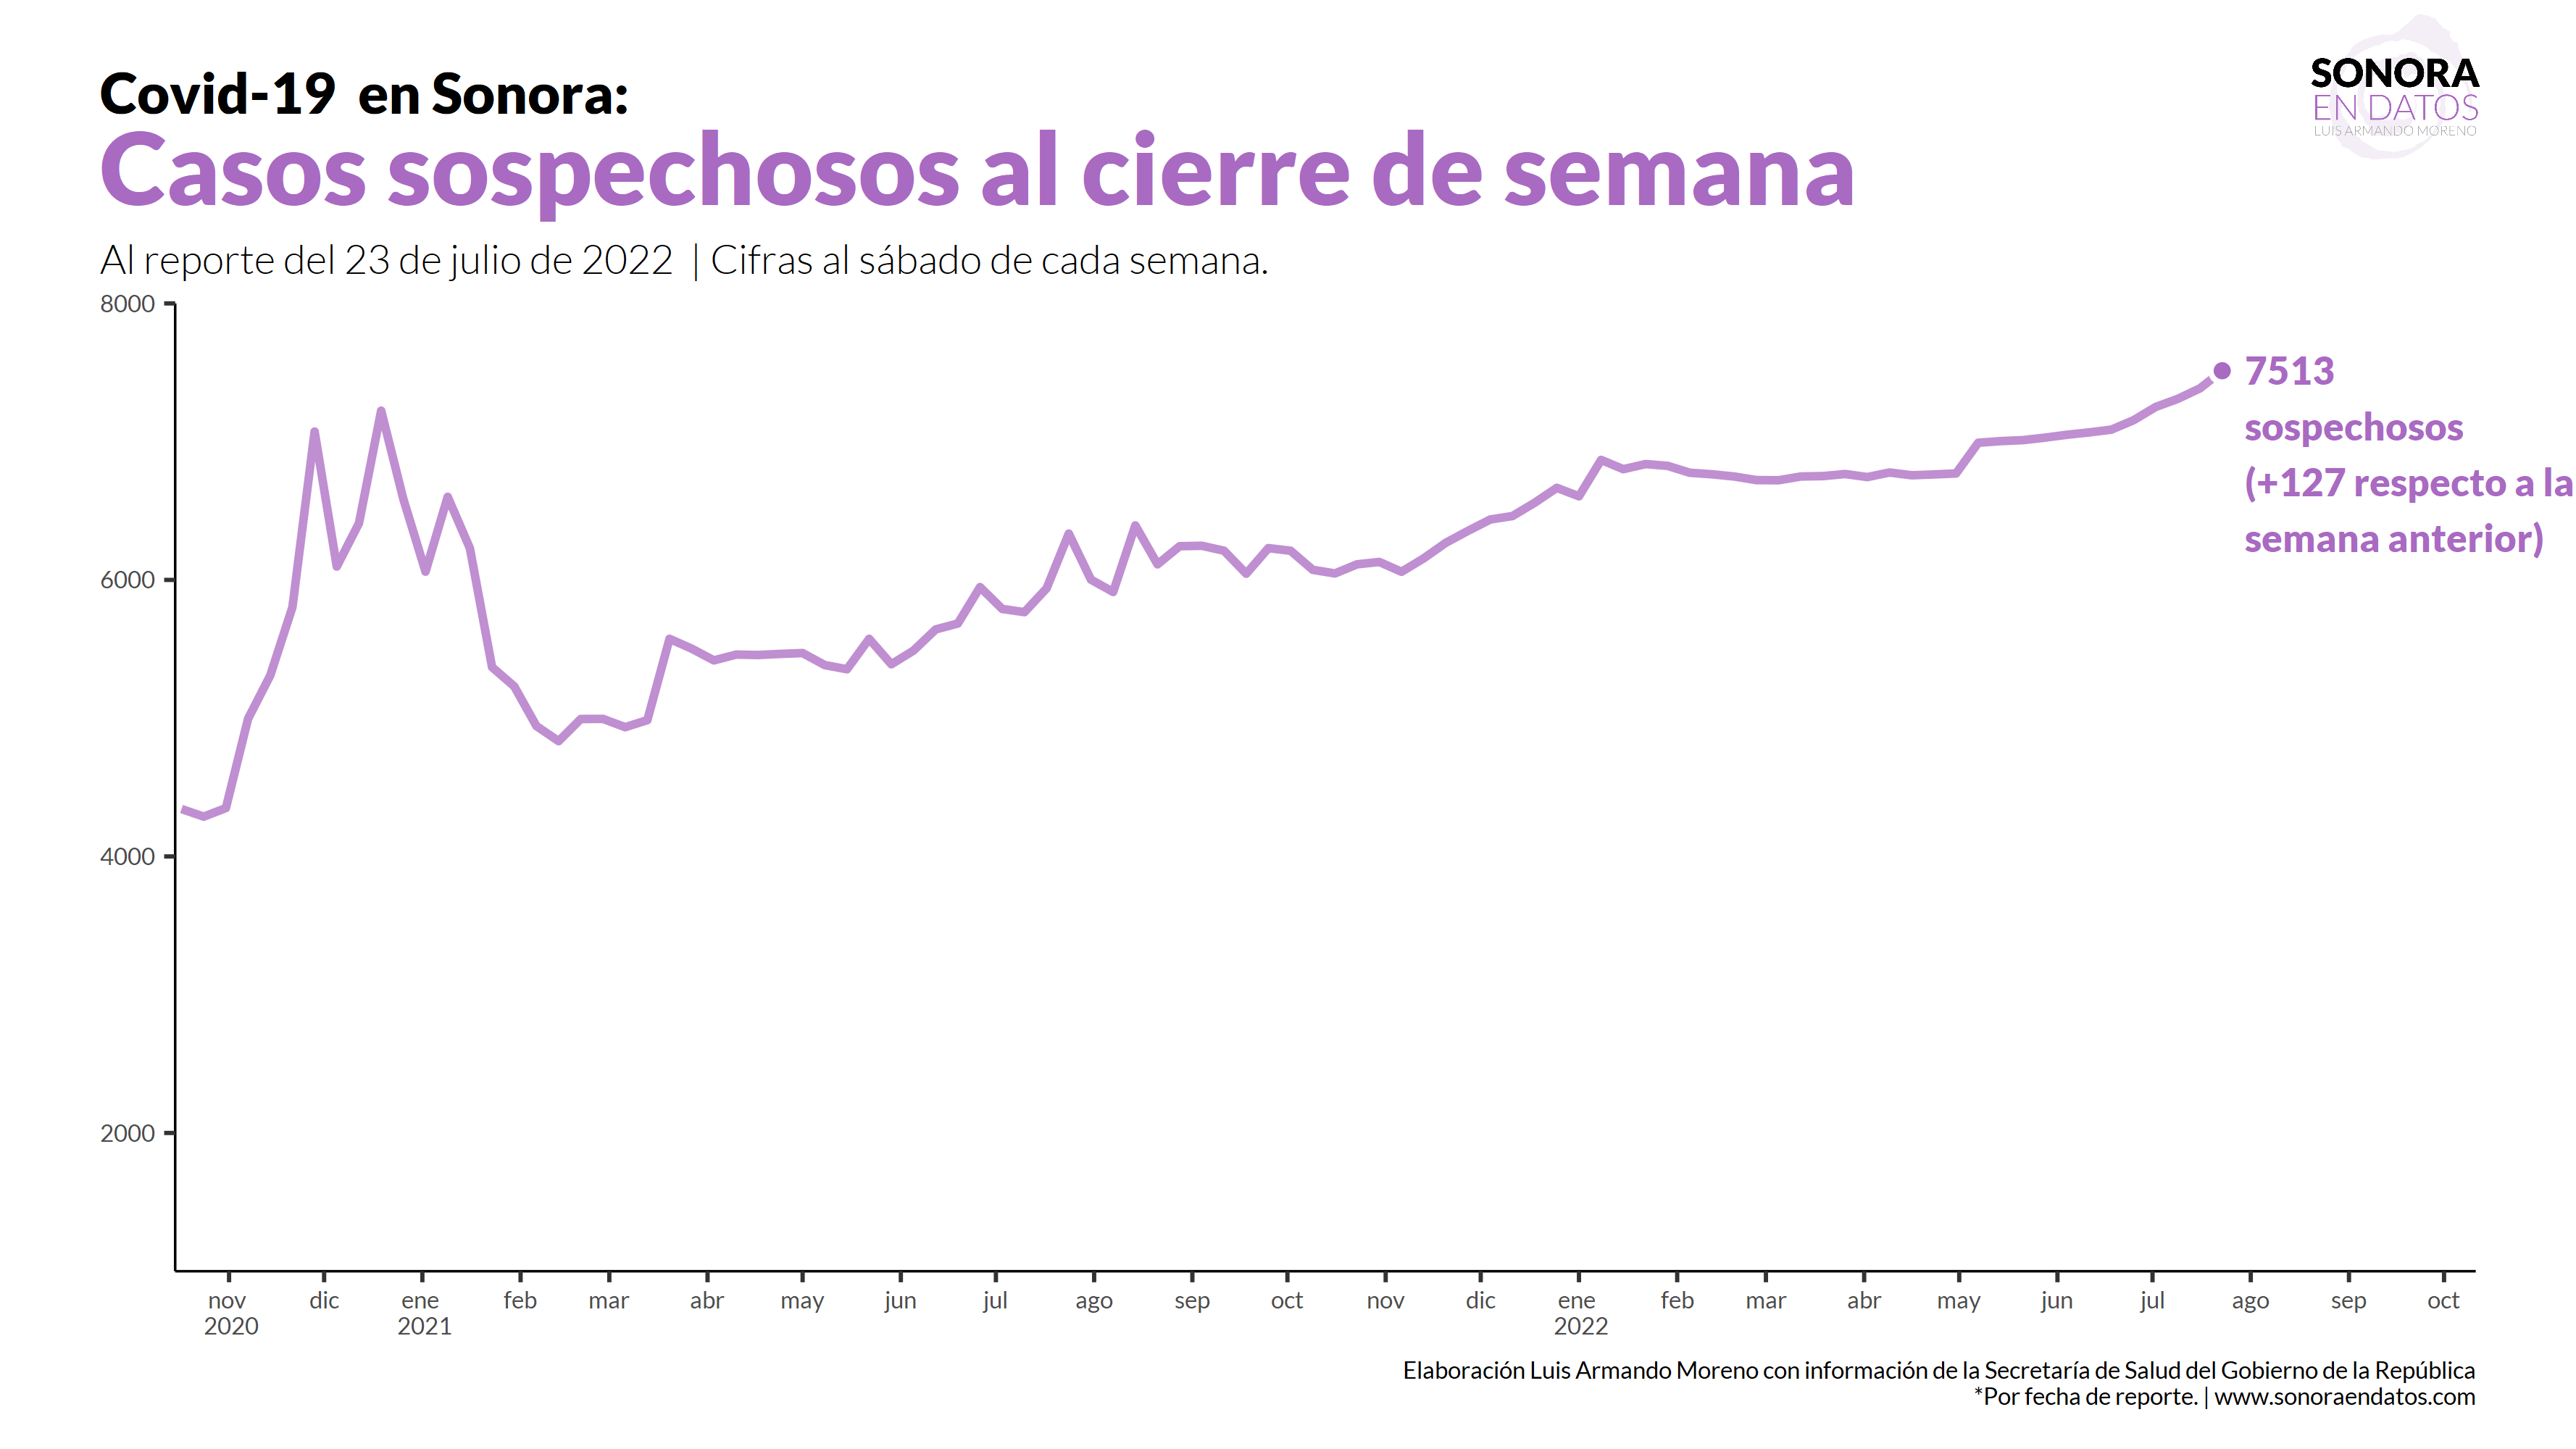 Covid-19 en Sonora:
Casos sospechosos al cierre de semana
Al reporte del 23 de julio de 2022 | Cifras al sábado de cada semana.
SONORA
EN DATOS
LUIS ARMANDO MORENO
8000
6000
4000
2000
7513
sospechosos
(+127 respecto a la
semana anterior)
nov dic ene feb mar abr may jun jul ago sep oct nov dic ene feb mar abr may jun jul ago sep oct
2020 2021 2022
Elaboración Luis Armando Moreno con información de la Secretaría de Salud del Gobierno de la República
*Por fecha de reporte. | www.sonoraendatos.com